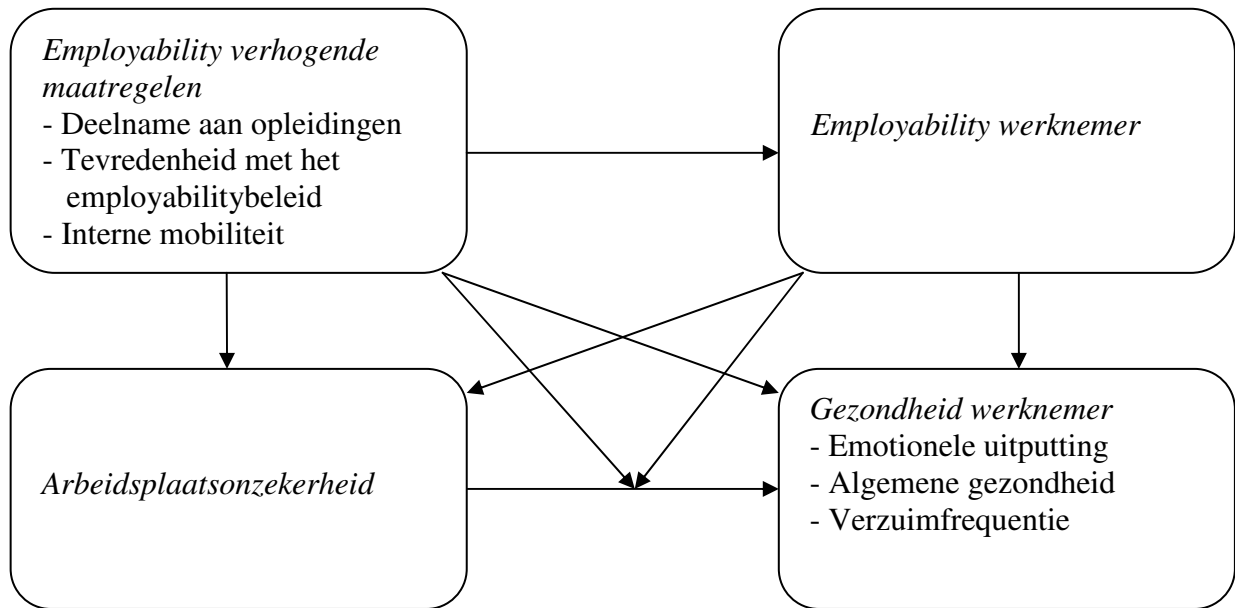 Employability verhogende
maatregelen
- Deelname aan opleidingen
- Tevredenheid met het
employabilitybeleid
- Interne mobiliteit
Employability werknemer
Arbeidsplaatsonzekerheid
Gezondheid werknemer
- Emotionele uitputting
- Algemene gezondheid
- Verzuimfrequentie